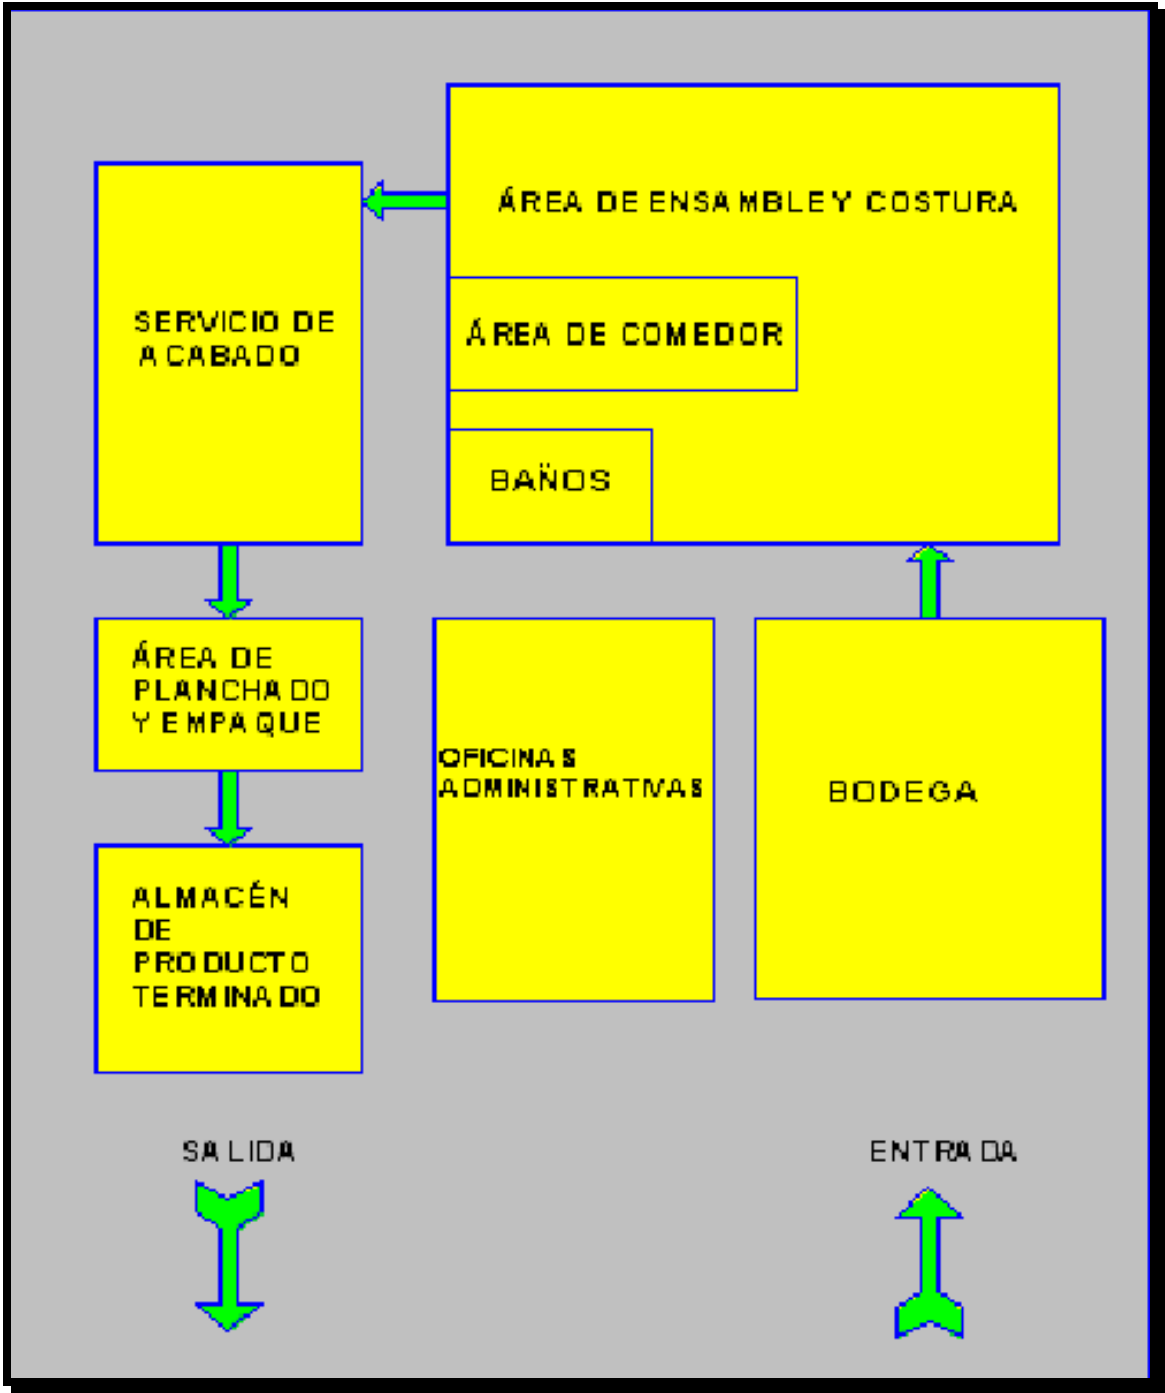 ÁREA DE ENSAMBLE Y COSTURA
SERVICIO DE
ACABADO
ÁREA DE COMEDOR
BAÑOS
ÁREA DE
PLANCHADO
Y EMPAQUE
OFICINAS
ADMINISTRATIVAS
BODEGA
ALMACÉN
DE
PRODUCTO
TERMINADO
SALIDA
ENTRADA